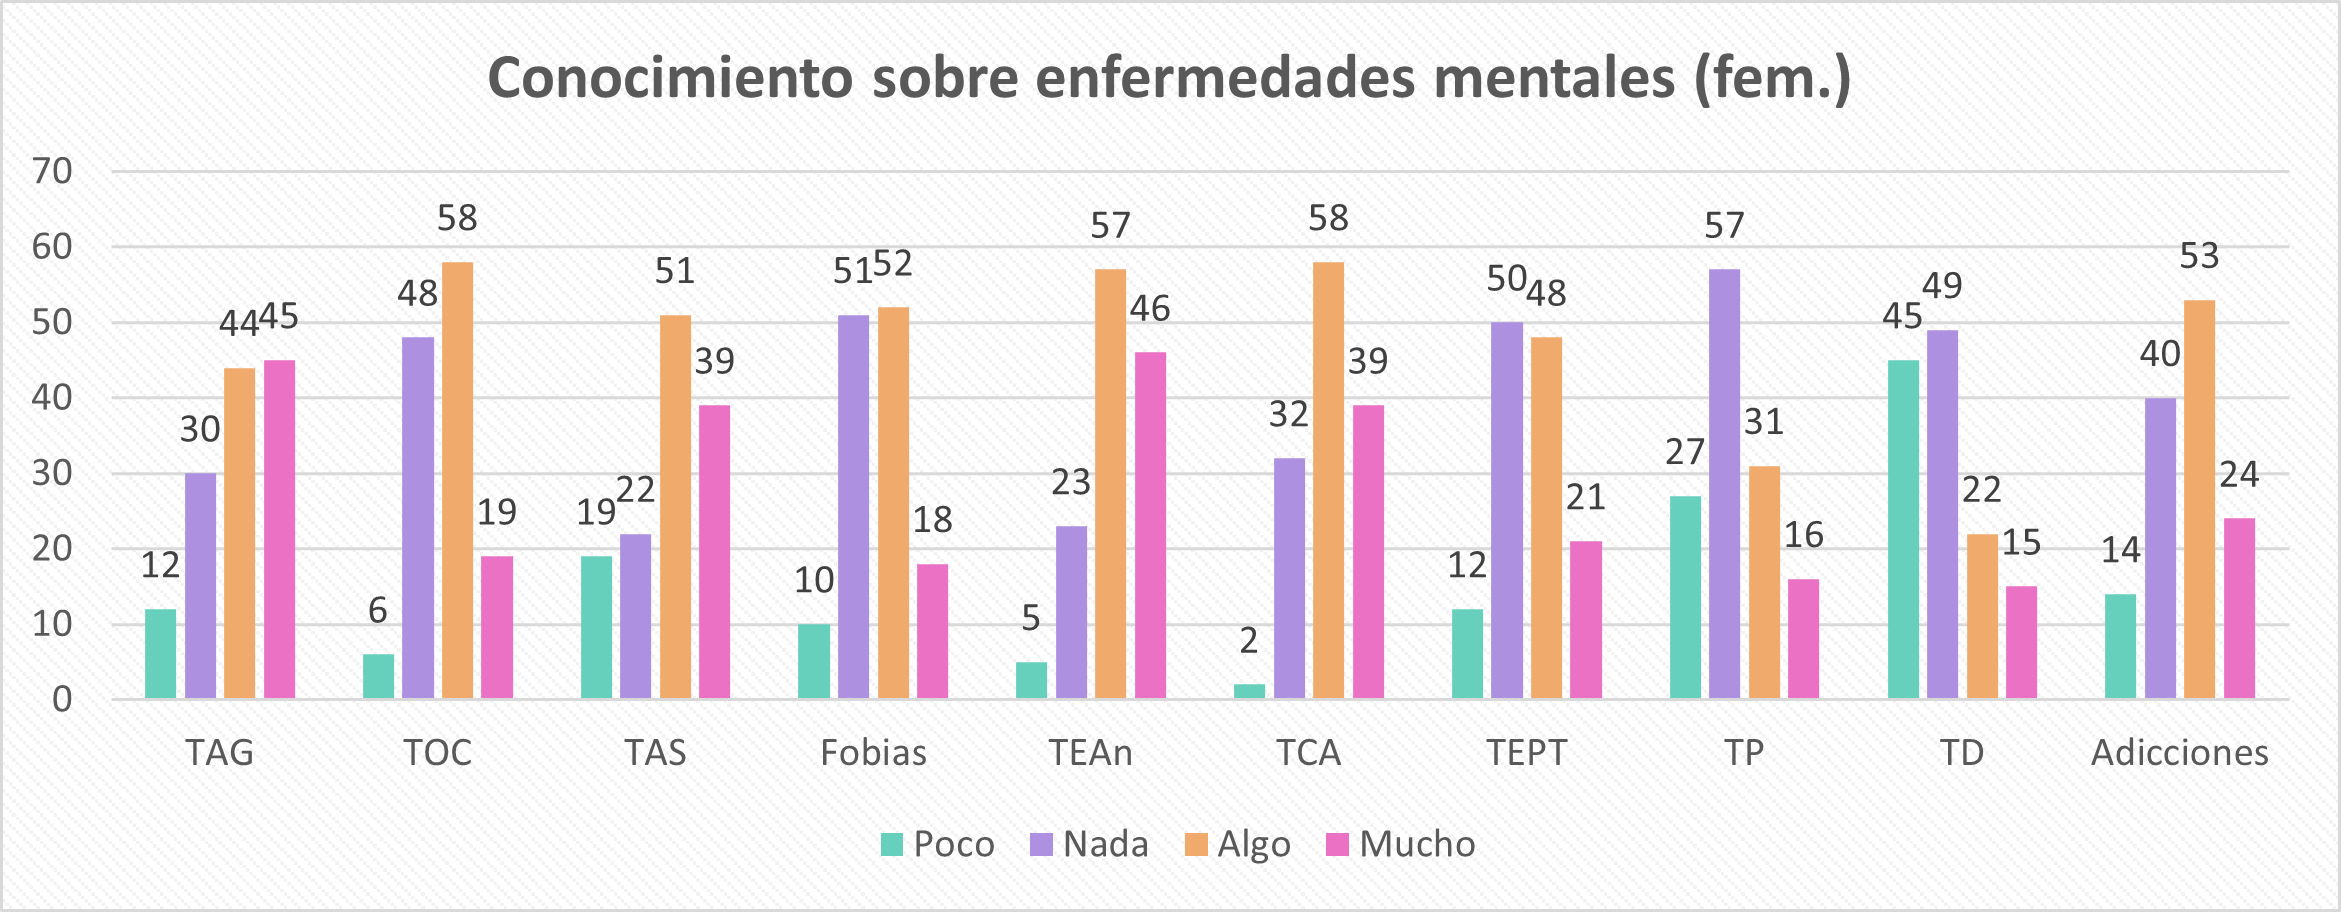 Conocimiento sobre enfermedades mentales (fem.)
70
60
50
40
30
20
10
0
12 30 44 45
6 48 58 19
19 22 51 39
10 51 52 18
5 23 57 46
2 32 58 39
12 50 48 21
27 57 31 16
45 49 22 15
14 40 53 24
TAG TOC TAS Fobias TEAn TCA TEPT TP TD Adicciones
Poco Nada Algo Mucho